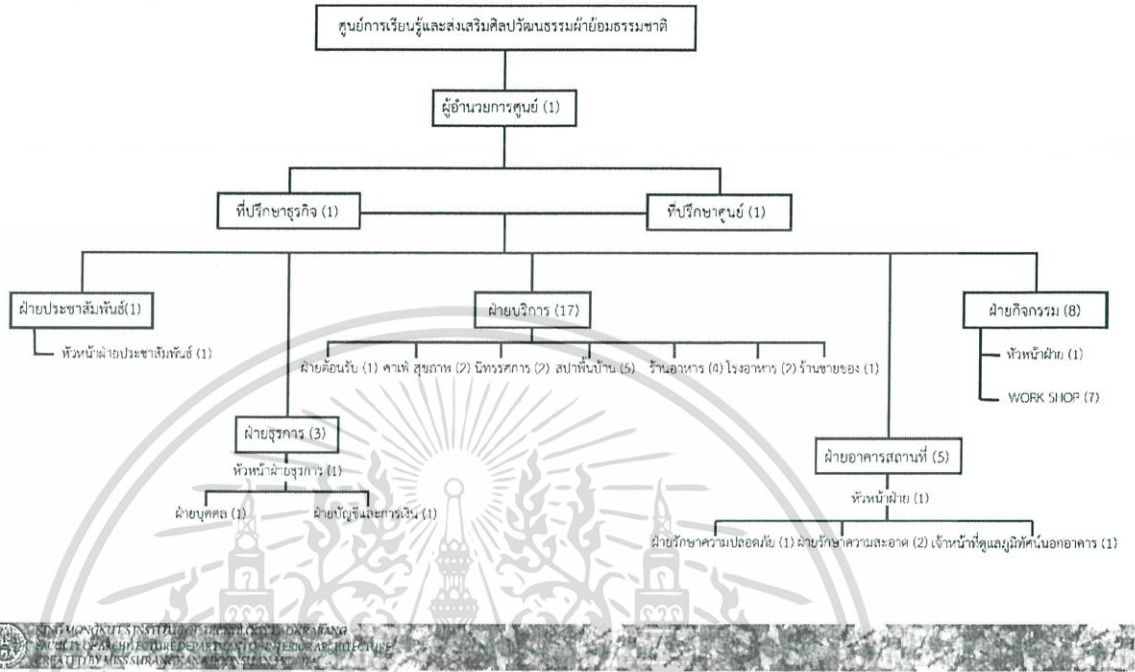 ศูนย์การเรียนรู้และส่งเสริมศิลปวัฒนธรรมผ้าย้อมธรรมชาติ
ผู้อำนวยการศูนย์ (1)
ที่ปรึกษาธุรกิจ (1)
ที่ปรึกษาศูนย์ (1)
ฝ่ายประชาสัมพันธ์(1)
หัวหน้าฝ่ายประชาสัมพันธ์ (1)
ฝ่ายบริการ (17)
ฝ่ายต้อนรับ (1) คาเฟ่ สุขภาพ (2) นิทรรศการ (2) สปาพื้นบ้าน (5) ร้านอาหาร (4) โรงอาหาร (2) ร้านขายของ (1)
ฝ่ายกิจกรรม (8)
หัวหน้าฝ่าย (1)
WORK SHOP (7)
ฝ่ายธุรการ (3)
หัวหน้าฝ่ายธุรการ (1)
ฝ่ายบุคคล (1) ฝ่ายบัญชีและการเงิน (1)
ฝ่ายอาคารสถานที่ (5)
หัวหน้าฝ่าย (1)
ฝ่ายรักษาความปลอดภัย (1) ฝ่ายรักษาความสะอาด (2) เจ้าหน้าที่ดูแลภูมิทัศน์นอกอาคาร (1)
KING MONGKUT'S INSTITUTE OF TECHNOLOGY LADKRABANG
FACULTY OF ARCHITECTURE DEPARTMENT OF INTERIOR ARCHITECTURE
CREATED BY MISS